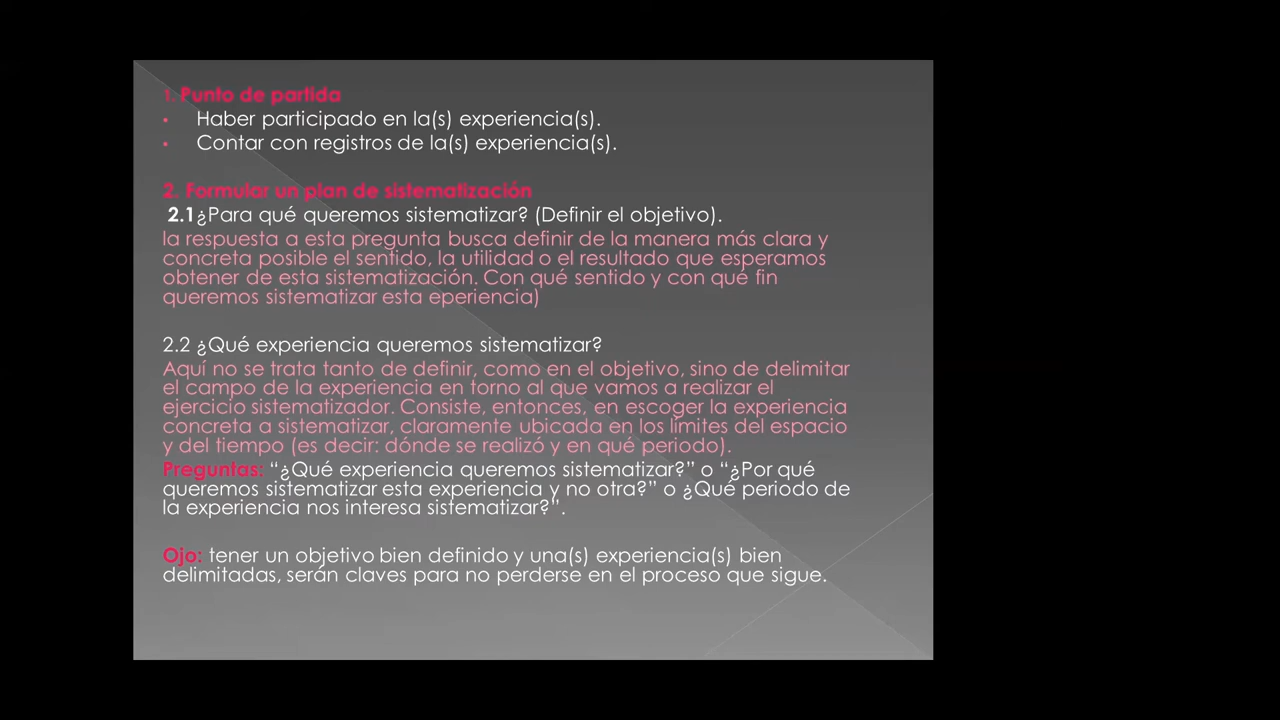 1. Punto de partida
• Haber participado en la(s) experiencia(s).
• Contar con registros de la(s) experiencia(s).
2. Formular un plan de sistematización
2.1¿Para qué queremos sistematizar? (Definir el objetivo).
la respuesta a esta pregunta busca definir de la manera más clara y
concreta posible el sentido, la utilidad o el resultado que esperamos
obtener de esta sistematización. Con qué sentido y con qué fin
queremos sistematizar esta eperiencia)
2.2 ¿Qué experiencia queremos sistematizar?
Aquí no se trata tanto de definir, como en el objetivo, sino de delimitar
el campo de la experiencia en torno al que vamos a realizar el
ejercicio sistematizador. Consiste, entonces, en escoger la experiencia
concreta a sistematizar, claramente ubicada en los límites del espacio
y del tiempo (es decir: dónde se realizó y en qué periodo).
Preguntas: “¿Qué experiencia queremos sistematizar?” o “¿Por qué
queremos sistematizar esta experiencia y no otra?” o ¿Qué periodo de
la experiencia nos interesa sistematizar?”.
Ojo: tener un objetivo bien definido y una(s) experiencia(s) bien
delimitadas, serán claves para no perderse en el proceso que sigue.